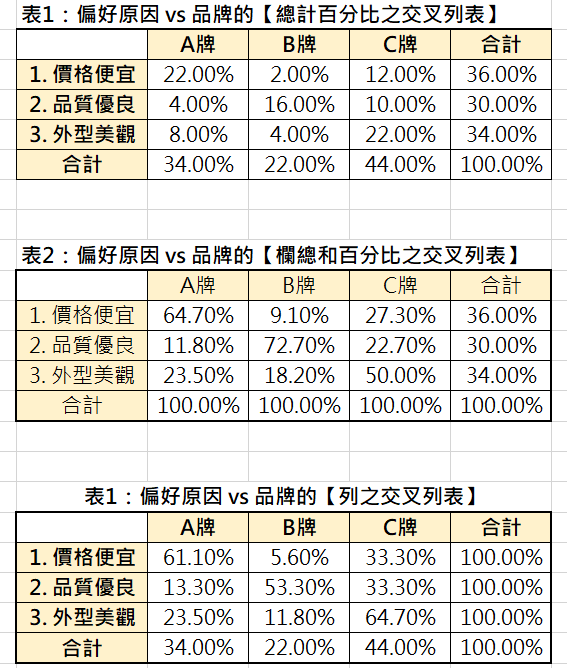 表1：偏好原因 vs 品牌的【總計百分比之交叉列表】
A牌 B牌 C牌 合計
1. 價格便宜 22.00% 2.00% 12.00% 36.00%
2. 品質優良 4.00% 16.00% 10.00% 30.00%
3. 外型美觀 8.00% 4.00% 22.00% 34.00%
合計 34.00% 22.00% 44.00% 100.00%
表2：偏好原因 vs 品牌的【欄總和百分比之交叉列表】
A牌 B牌 C牌 合計
1. 價格便宜 64.70% 9.10% 27.30% 36.00%
2. 品質優良 11.80% 72.70% 22.70% 30.00%
3. 外型美觀 23.50% 18.20% 50.00% 34.00%
合計 100.00% 100.00% 100.00% 100.00%
表1：偏好原因 vs 品牌的【列之交叉列表】
A牌 B牌 C牌 合計
1. 價格便宜 61.10% 5.60% 33.30% 100.00%
2. 品質優良 13.30% 53.30% 33.30% 100.00%
3. 外型美觀 23.50% 11.80% 64.70% 100.00%
合計 34.00% 22.00% 44.00% 100.00%